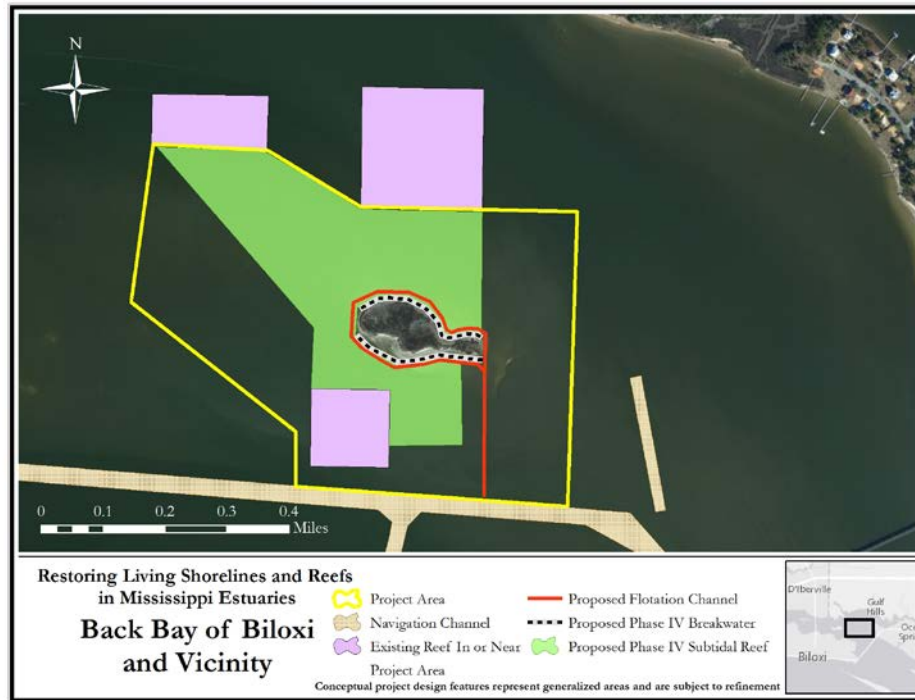 N
0 0.1 0.2 0.3 0.4
Miles
Restoring Living Shorelines and Reefs
in Mississippi Estuaries
Back Bay of Biloxi
and Vicinity
Project Area
Navigation Channel
Existing Reef In or Near
Project Area
Proposed Flotation Channel
Proposed Phase IV Breakwater
Proposed Phase IV Subtidal Reef
Conceptual project design features represent generalized areas and are subject to refinement
D'Iberville
Gulf
Hills
Biloxi